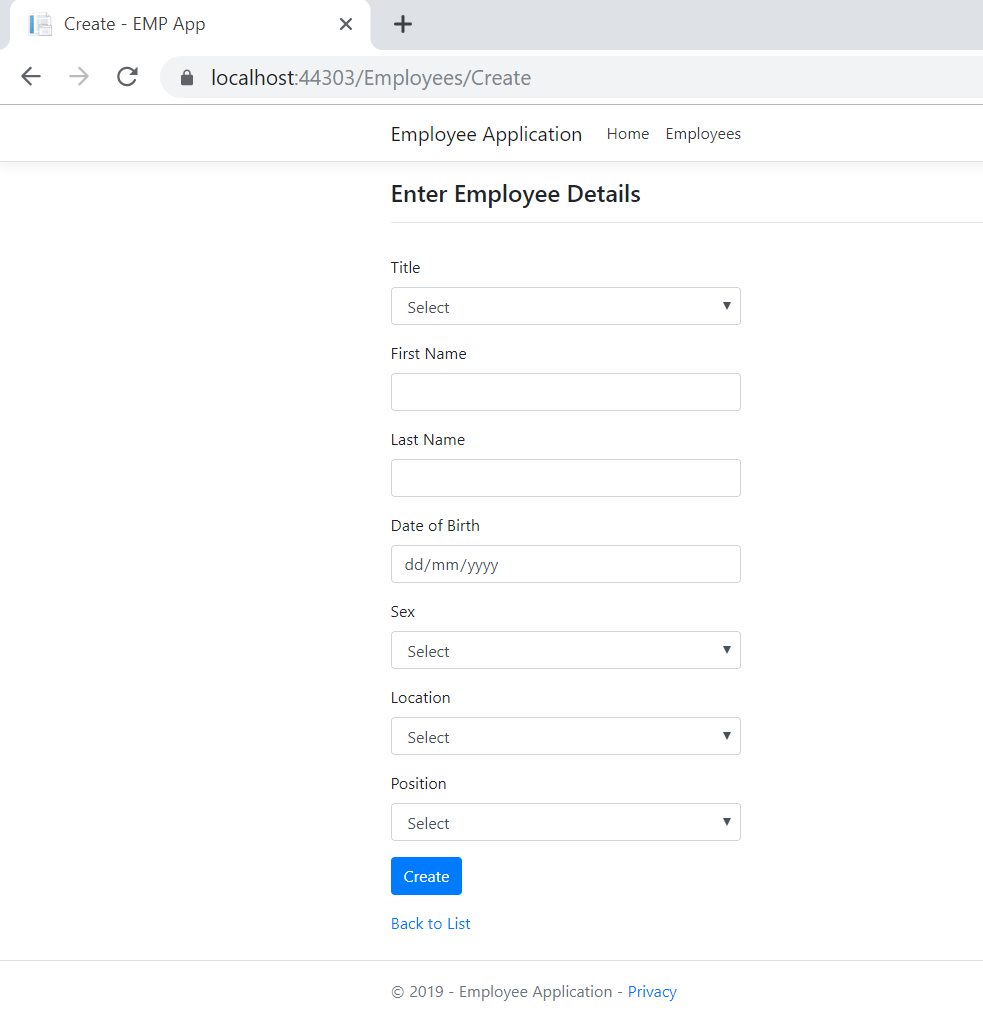 Create - EMP App
localhost:44303/Employees/Create
Employee Application Home Employees
Enter Employee Details
Title
Select
First Name
Last Name
Date of Birth
dd/mm/yyyy
Sex
Select
Location
Select
Position
Select
Create
Back to List
© 2019 - Employee Application - Privacy